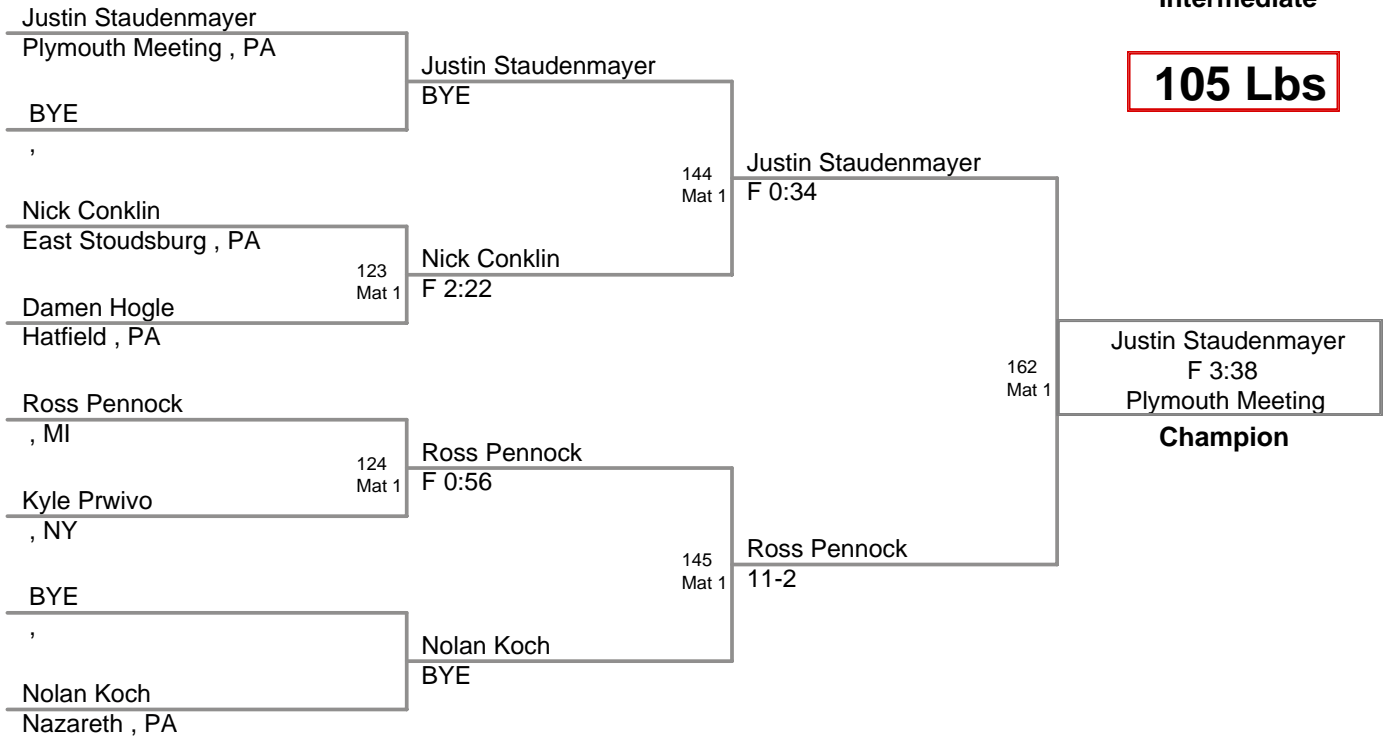 Intermediate
105 Lbs
Justin Staudenmayer
Plymouth Meeting , PA
BYE
,
Nick Conklin
East Stoudsburg , PA
Damen Hogle
Hatfield , PA
Ross Pennock
, MI
Kyle Prwivo
, NY
BYE
,
Nolan Koch
Nazareth , PA
Justin Staudenmayer
BYE
123
Mat 1
Nick Conklin
F 2:22
124
Mat 1
Ross Pennock
F 0:56
Nolan Koch
BYE
144
Mat 1
Justin Staudenmayer
F 0:34
145
Mat 1
Ross Pennock
11-2
162
Mat 1
Justin Staudenmayer
F 3:38
Plymouth Meeting
Champion